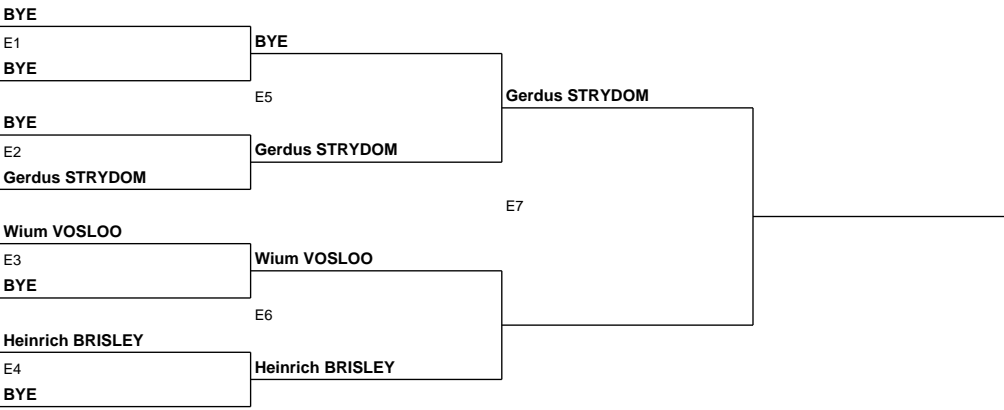 BYE
E1
BYE
BYE
E5
Gerdus STRYDOM
BYE
E2
Gerdus STRYDOM
Gerdus STRYDOM
E7
Wium VOSLOO
E3
Wium VOSLOO
BYE
E6
Heinrich BRISLEY
E4
Heinrich BRISLEY
BYE